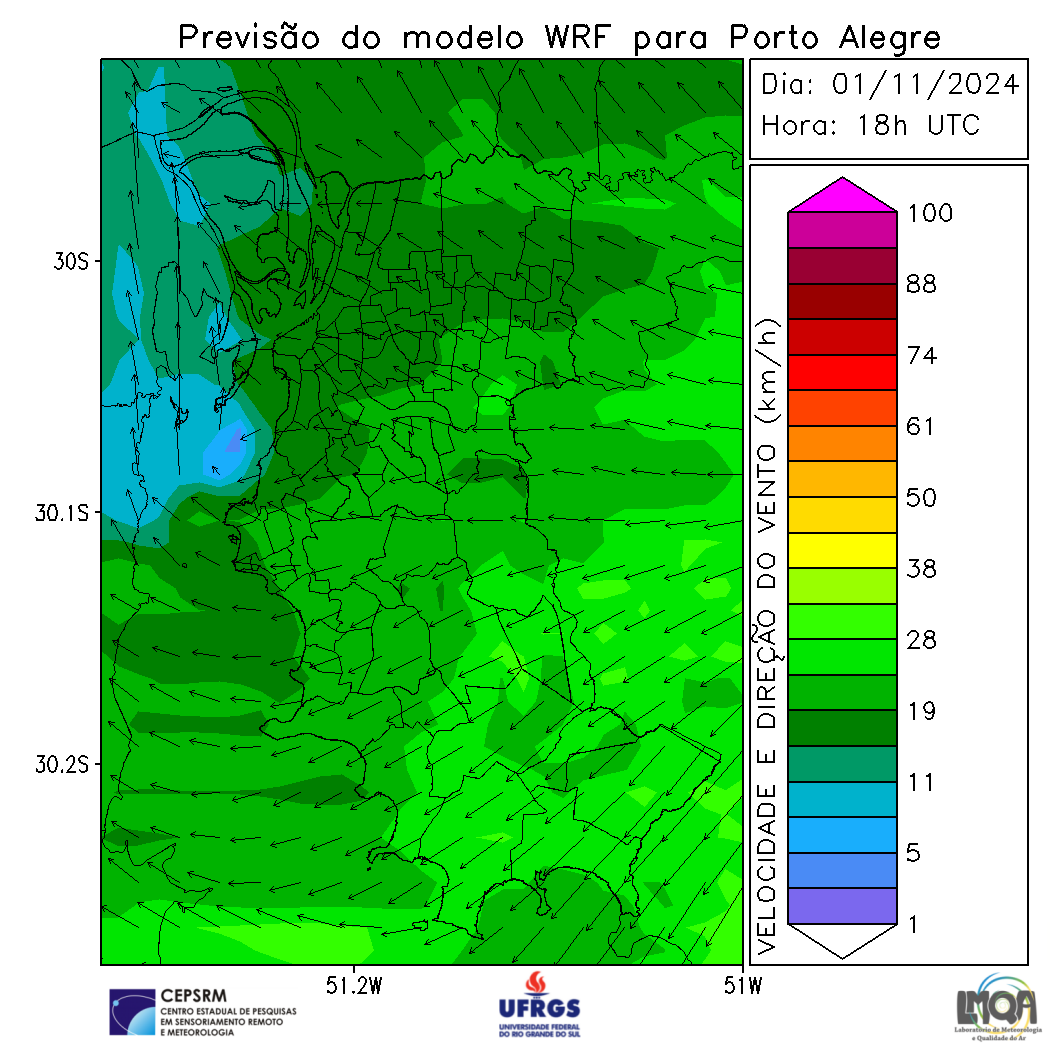 Previsão do modelo WRF para Porto Alegre
Dia: 01/11/2024
Hora: 18h UTC
100
88
74
61
50
38
28
19
11
5
1
VELOCIDADE E DIREÇÃO DO VENTO (km/h)
30S
30.1S
30.2S
51.2W
51W
CEPSRM
CENTRO ESTADUAL DE PESQUISAS
EM SENSORIAMENTO REMOTO
E METEOROLOGIA
UFRGS
UNIVERSIDADE FEDERAL
DO RIO GRANDE DO SUL
LMQA
Laboratório de Meteorologia
e Qualidade do Ar